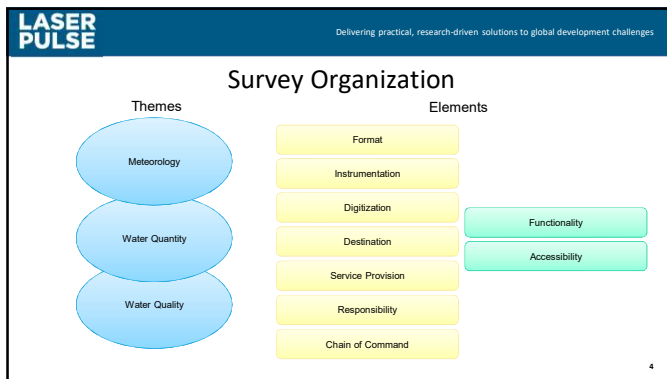 LASER
PULSE
Delivering practical, research-driven solutions to global development challenges
Survey Organization
Themes
Elements
Meteorology
Water Quantity
Water Quality
Format
Instrumentation
Digitization
Destination
Service Provision
Responsibility
Chain of Command
Functionality
Accessibility
4